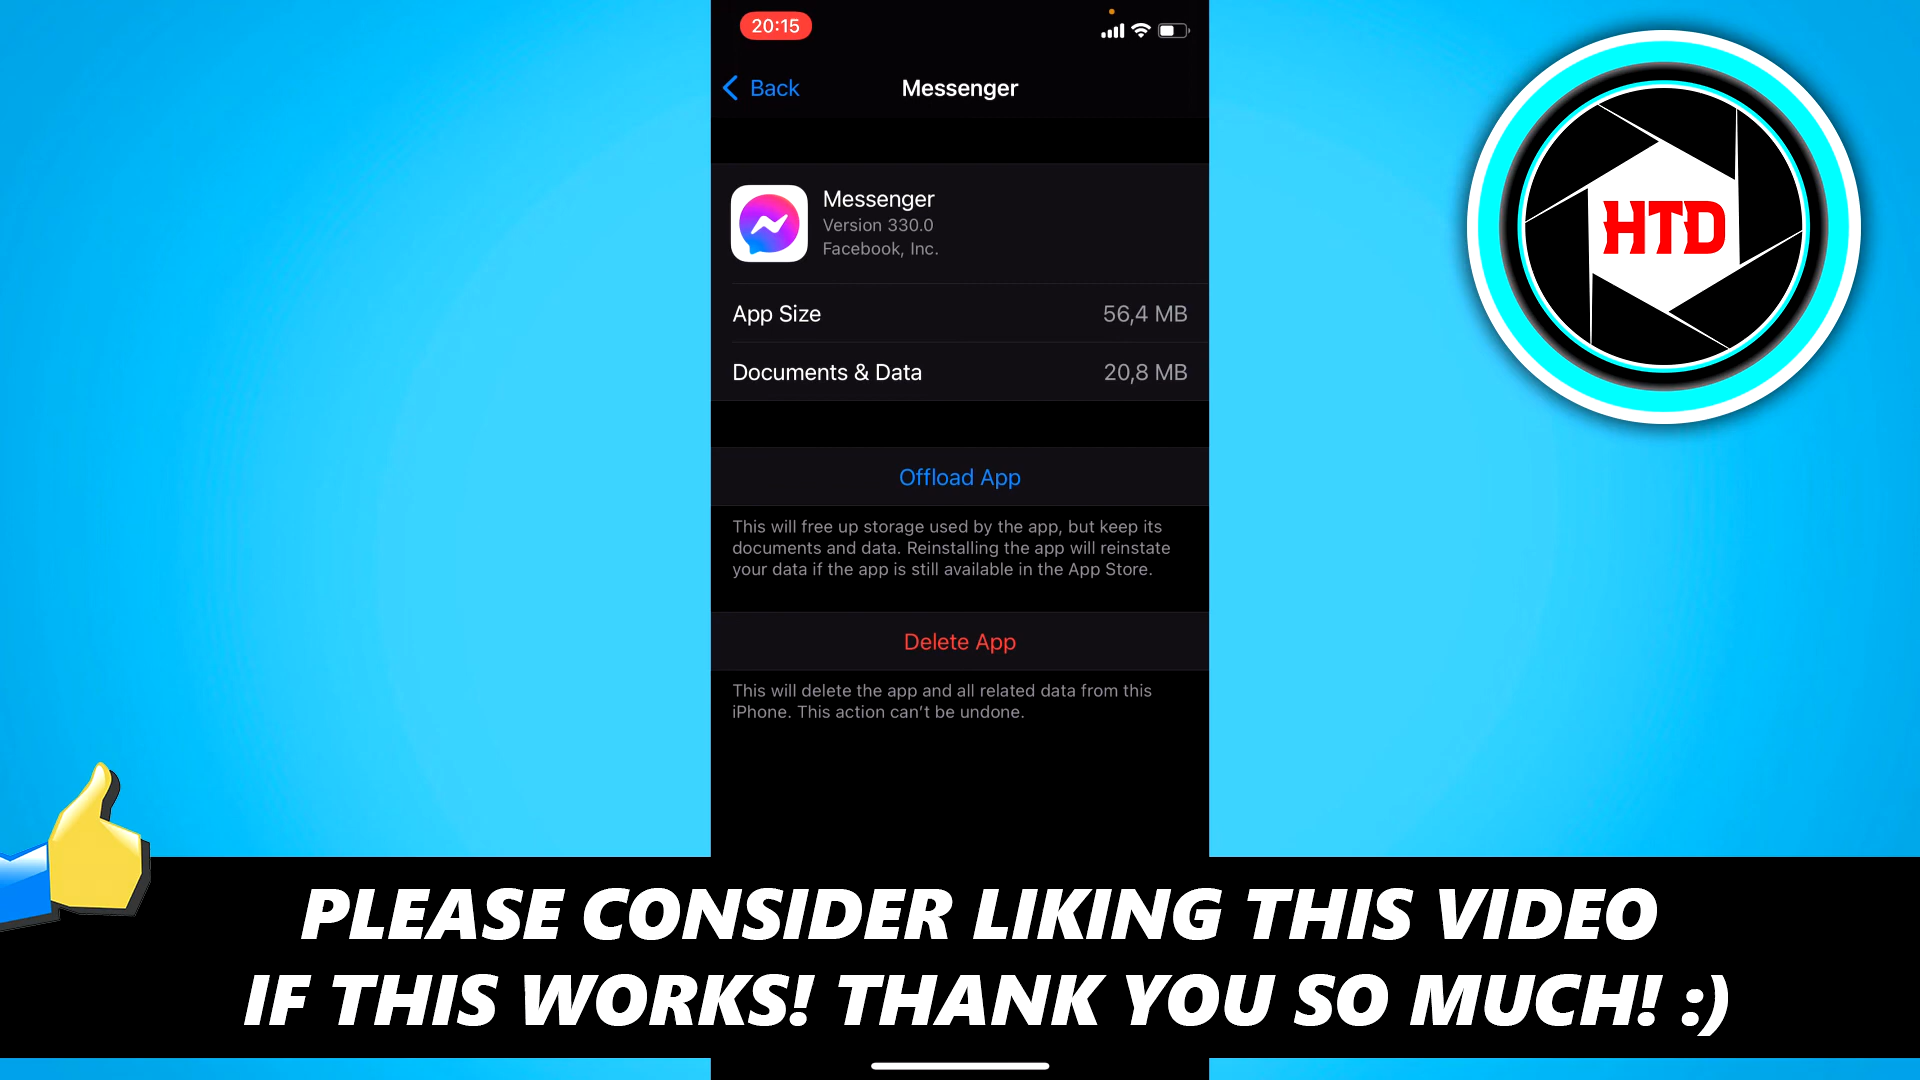 20:15
Back
Messenger
HTD
Messenger
Version 330.0
Facebook, Inc.
App Size 56,4 MB
Documents & Data 20,8 MB
Offload App
This will free up storage used by the app, but keep its
documents and data. Reinstalling the app will reinstate
your data if the app is still available in the App Store.
Delete App
This will delete the app and all related data from this
iPhone. This action can't be undone.
PLEASE CONSIDER LIKING THIS VIDEO
IF THIS WORKS! THANK YOU SO MUCH! :)